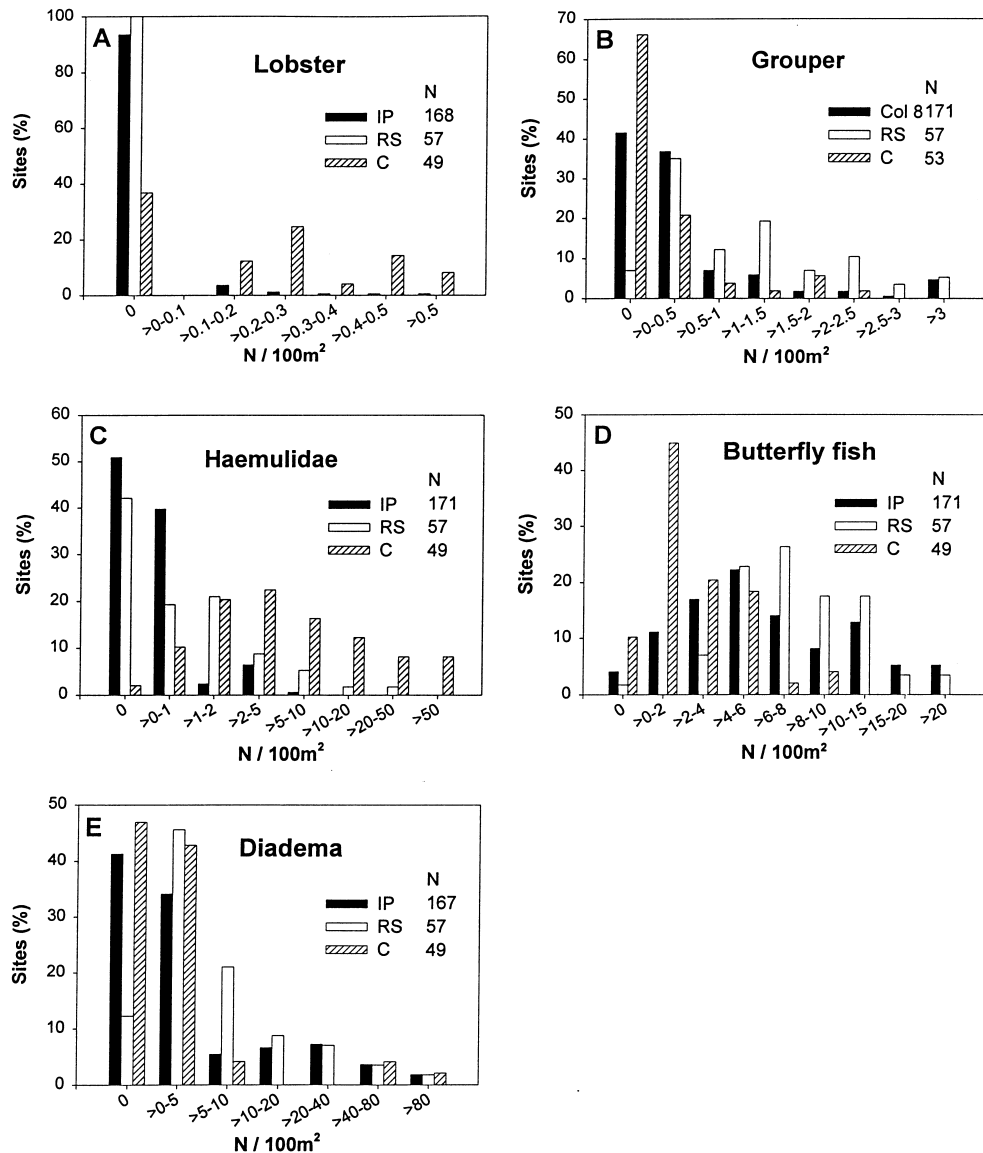 A
Lobster
N
IP 168
RS 57
C 49
Sites (%)
100
80
60
40
20
0
0 >0-0.1 >0.1-0.2 >0.2-0.3 >0.3-0.4 >0.4-0.5 >0.5
N / 100m²
B
Grouper
N
Col 8171
RS 57
C 53
Sites (%)
70
60
50
40
30
20
10
0
0 >0-0.5 >0.5-1 >1-1.5 >1.5-2 >2-2.5 >2.5-3 >3
N / 100m²
C
Haemulidae
N
IP 171
RS 57
C 49
Sites (%)
60
50
40
30
20
10
0
0 >0-1 >1-2 >2-5 >5-10 >10-20 >20-50 >50
N / 100m²
D
Butterfly fish
N
IP 171
RS 57
C 49
Sites (%)
50
40
30
20
10
0
0 >0-2 >2-4 >4-6 >6-8 >8-10 >10-15 >15-20 >20
N / 100m²
E
Diadema
N
IP 167
RS 57
C 49
Sites (%)
50
40
30
20
10
0
0 >0-5 >5-10 >10-20 >20-40 >40-80 >80
N / 100m²